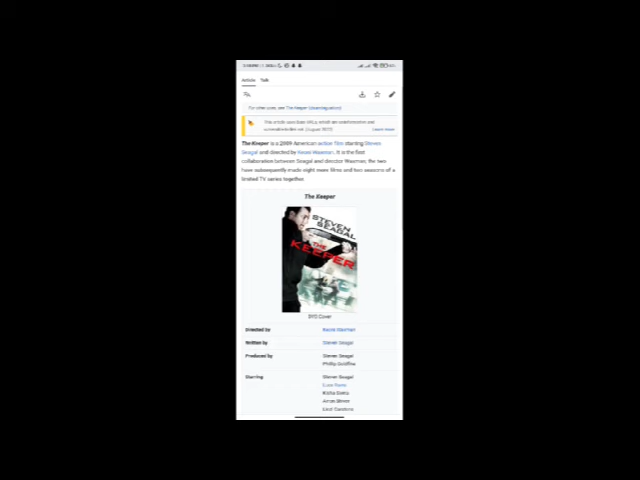 Article Talk
For other uses, see The Keeper (disambiguation)
This article uses bare URLs, which are uninformative and
Learn more
The Keeper is a 2009 American action film starring Steven
Seagal and directed by Keoni Waxman. It is the first
collaboration between Seagal and director Waxman, the two
have subsequently made eight more films and two seasons of a
limited TV series together.
The Keeper
STEVEN
SEAGAL
THE
KEEPER
DVD Cover
Directed by Keoni Waxman
Written by Steven Seagal
Produced by Steven Seagal
Phillip Goldfine
Starring Steven Seagal
Luce Rains